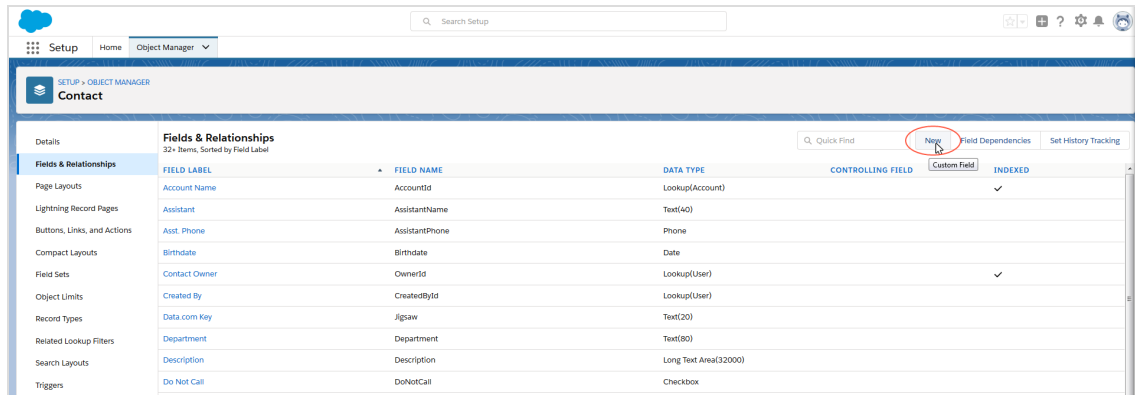 Search Setup
Setup Home Object Manager
SETUP > OBJECT MANAGER
Contact
Details
Fields & Relationships
Page Layouts
Lightning Record Pages
Buttons, Links, and Actions
Compact Layouts
Field Sets
Object Limits
Record Types
Related Lookup Filters
Search Layouts
Triggers
Fields & Relationships
32+ Items, Sorted by Field Label
Quick Find New Field Dependencies Set History Tracking
Custom Field
FIELD LABEL FIELD NAME DATA TYPE CONTROLLING FIELD INDEXED
Account Name AccountId Lookup(Account)
Assistant AssistantName Text(40)
Asst. Phone AssistantPhone Phone
Birthdate Birthdate Date
Contact Owner OwnerId Lookup(User)
Created By CreatedById Lookup(User)
Data.com Key Jigsaw Text(20)
Department Department Text(80)
Description Description Long Text Area(32000)
Do Not Call DoNotCall Checkbox